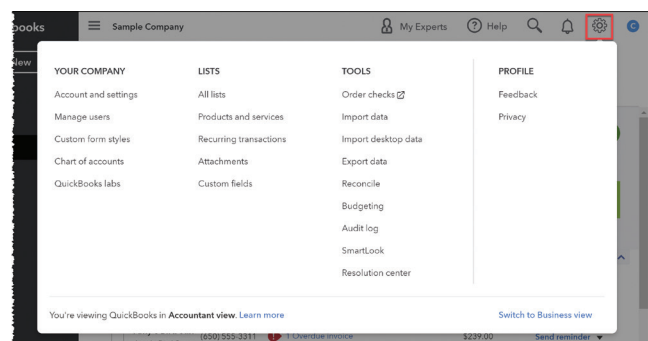 ooks
Sample Company
My Experts
Help
C
New
YOUR COMPANY
Account and settings
Manage users
Custom form styles
Chart of accounts
QuickBooks labs
LISTS
All lists
Products and services
Recurring transactions
Attachments
Custom fields
TOOLS
Order checks
Import data
Import desktop data
Export data
Reconcile
Budgeting
Audit log
SmartLook
Resolution center
PROFILE
Feedback
Privacy
You're viewing QuickBooks in Accountant view. Learn more
Switch to Business view
(650) 555-3311 1 Overdue invoice $239.00 Send reminder